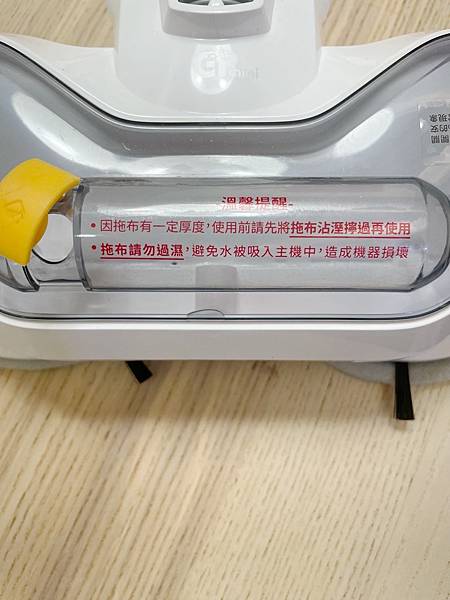 mini
溫馨提醒-
• 因拖布有一定厚度，使用前請先將拖布沾溼擰過再使用
• 拖布請勿過濕，避免水被吸入主機中，造成機器損壞